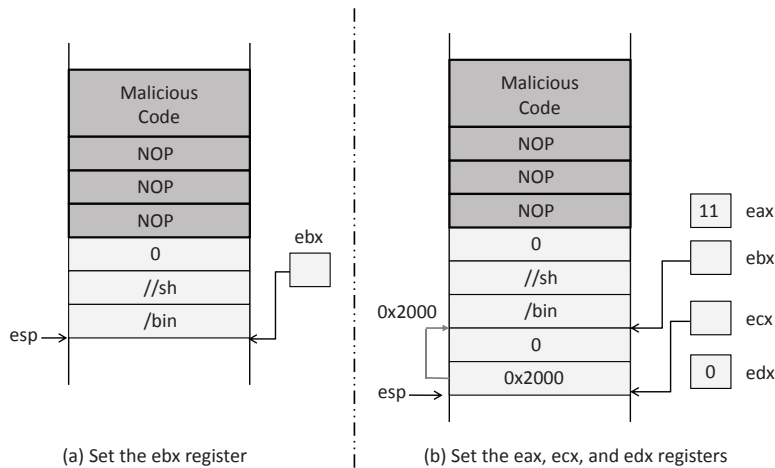 Malicious
Code
NOP
NOP
NOP
0
//sh
/bin
esp
ebx
(a) Set the ebx register
Malicious
Code
NOP
NOP
NOP
0
//sh
/bin
0
0x2000
0x2000
esp
11 eax
ebx
ecx
0 edx
(b) Set the eax, ecx, and edx registers